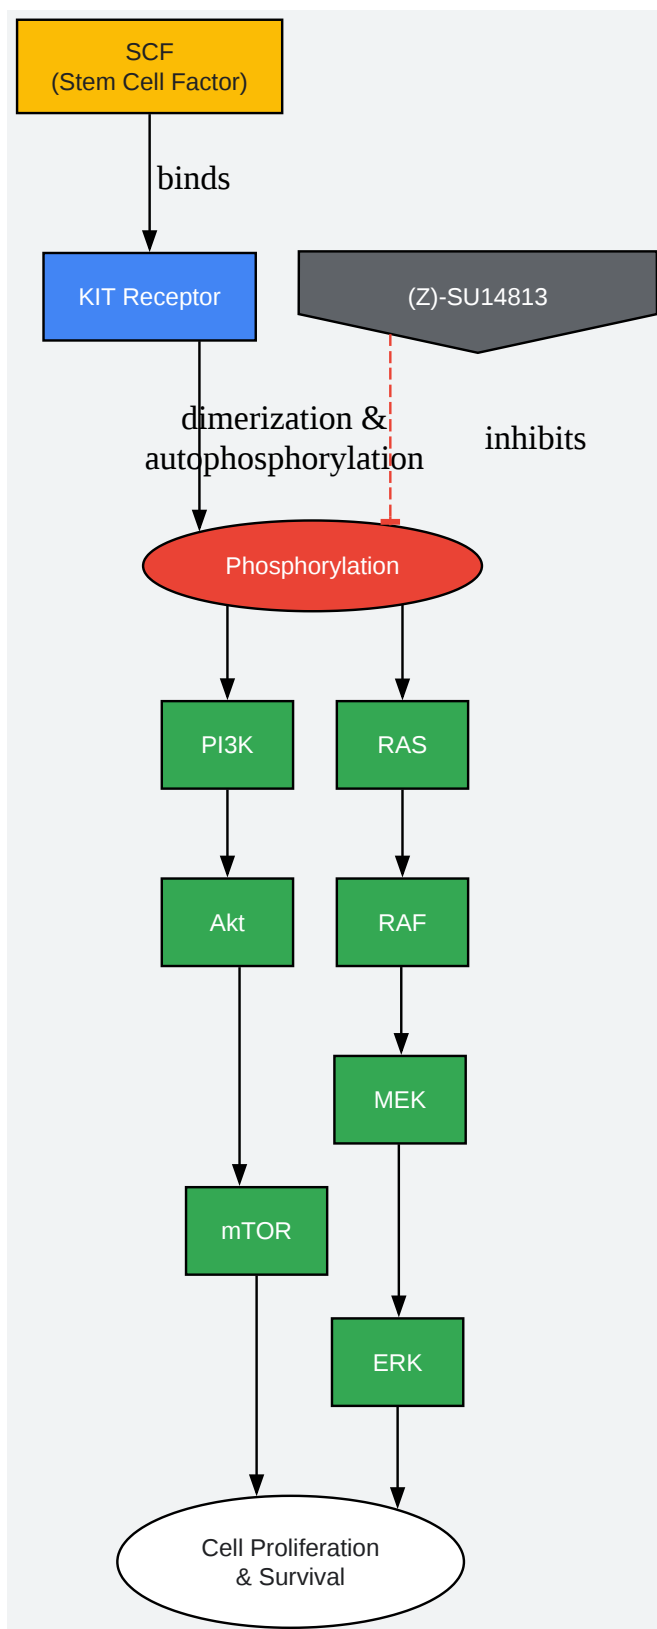 SCF
(Stem Cell Factor)
binds
KIT Receptor
(Z)-SU14813
dimerization &
autophosphorylation
inhibits
Phosphorylation
PI3K
RAS
Akt
RAF
MEK
mTOR
ERK
Cell Proliferation
& Survival